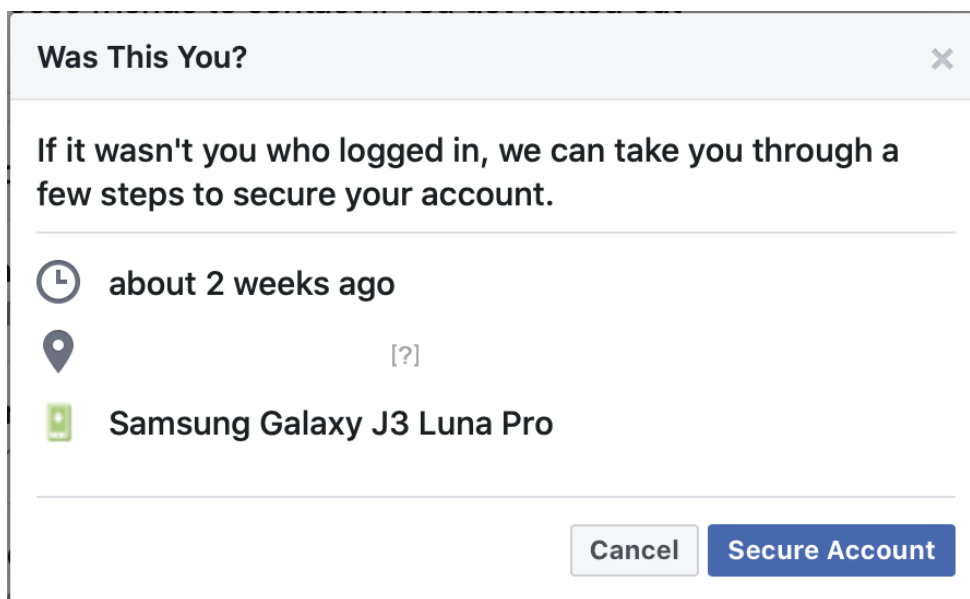 Was This You?
If it wasn't you who logged in, we can take you through a
few steps to secure your account.
about 2 weeks ago
[?]
Samsung Galaxy J3 Luna Pro
Cancel
Secure Account